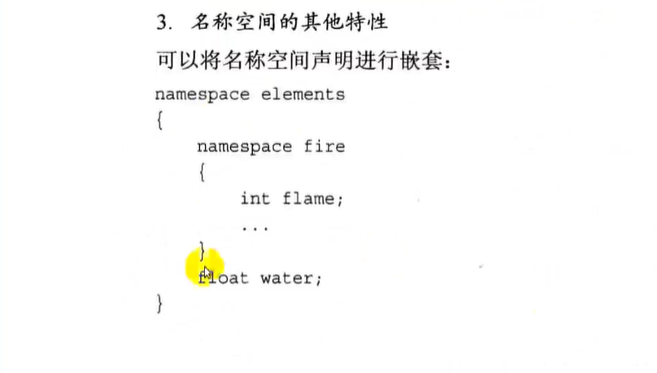 3. 名称空间的其他特性
可以将名称空间声明进行嵌套：
namespace elements
{
    namespace fire
    {
        int flame;
        ...
    }
    float water;
}